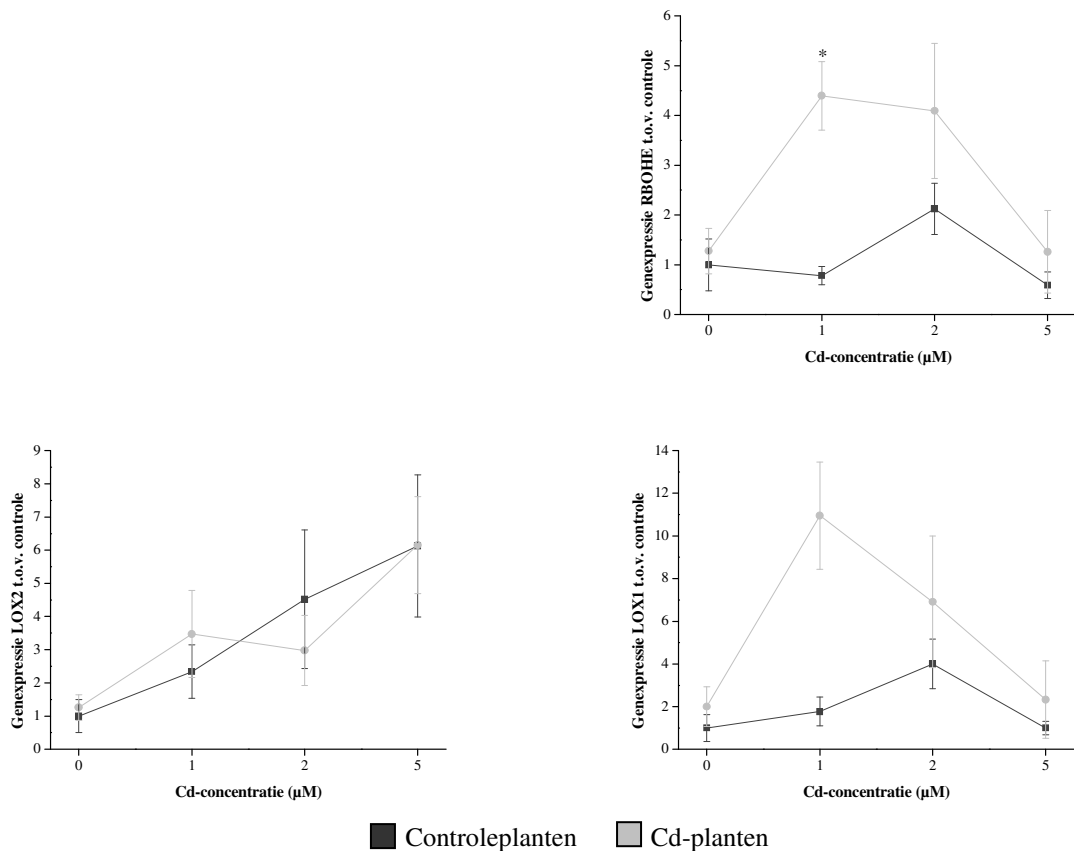 Genexpressie RBOHE t.o.v. controle
6
5
4
3
2
1
0
*
0 1 2 5
Cd-concentratie (µM)
Genexpressie LOX2 t.o.v. controle
9
8
7
6
5
4
3
2
1
0
0 1 2 5
Cd-concentratie (µM)
Genexpressie LOX1 t.o.v. controle
14
12
10
8
6
4
2
0
0 1 2 5
Cd-concentratie (µM)
Controleplanten Cd-planten